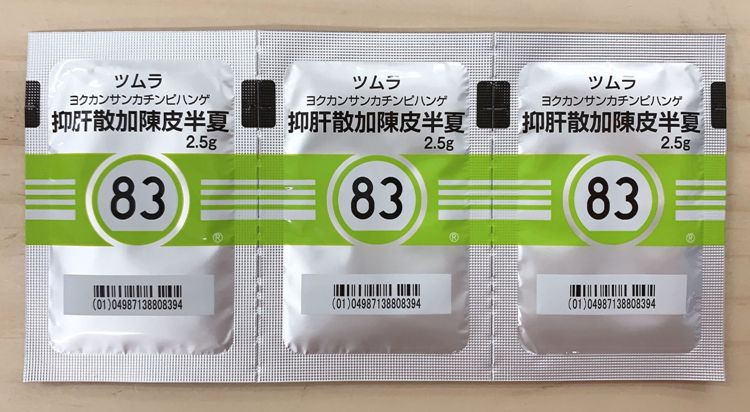 ツムラ
ヨクカンサンカチンピハンゲ
抑肝散加陳皮半夏
2.5g
83
®
(01)04987138808394
ツムラ
ヨクカンサンカチンピハンゲ
抑肝散加陳皮半夏
2.5g
83
®
(01)04987138808394
ツムラ
ヨクカンサンカチンピハンゲ
抑肝散加陳皮半夏
2.5g
83
®
(01)04987138808394